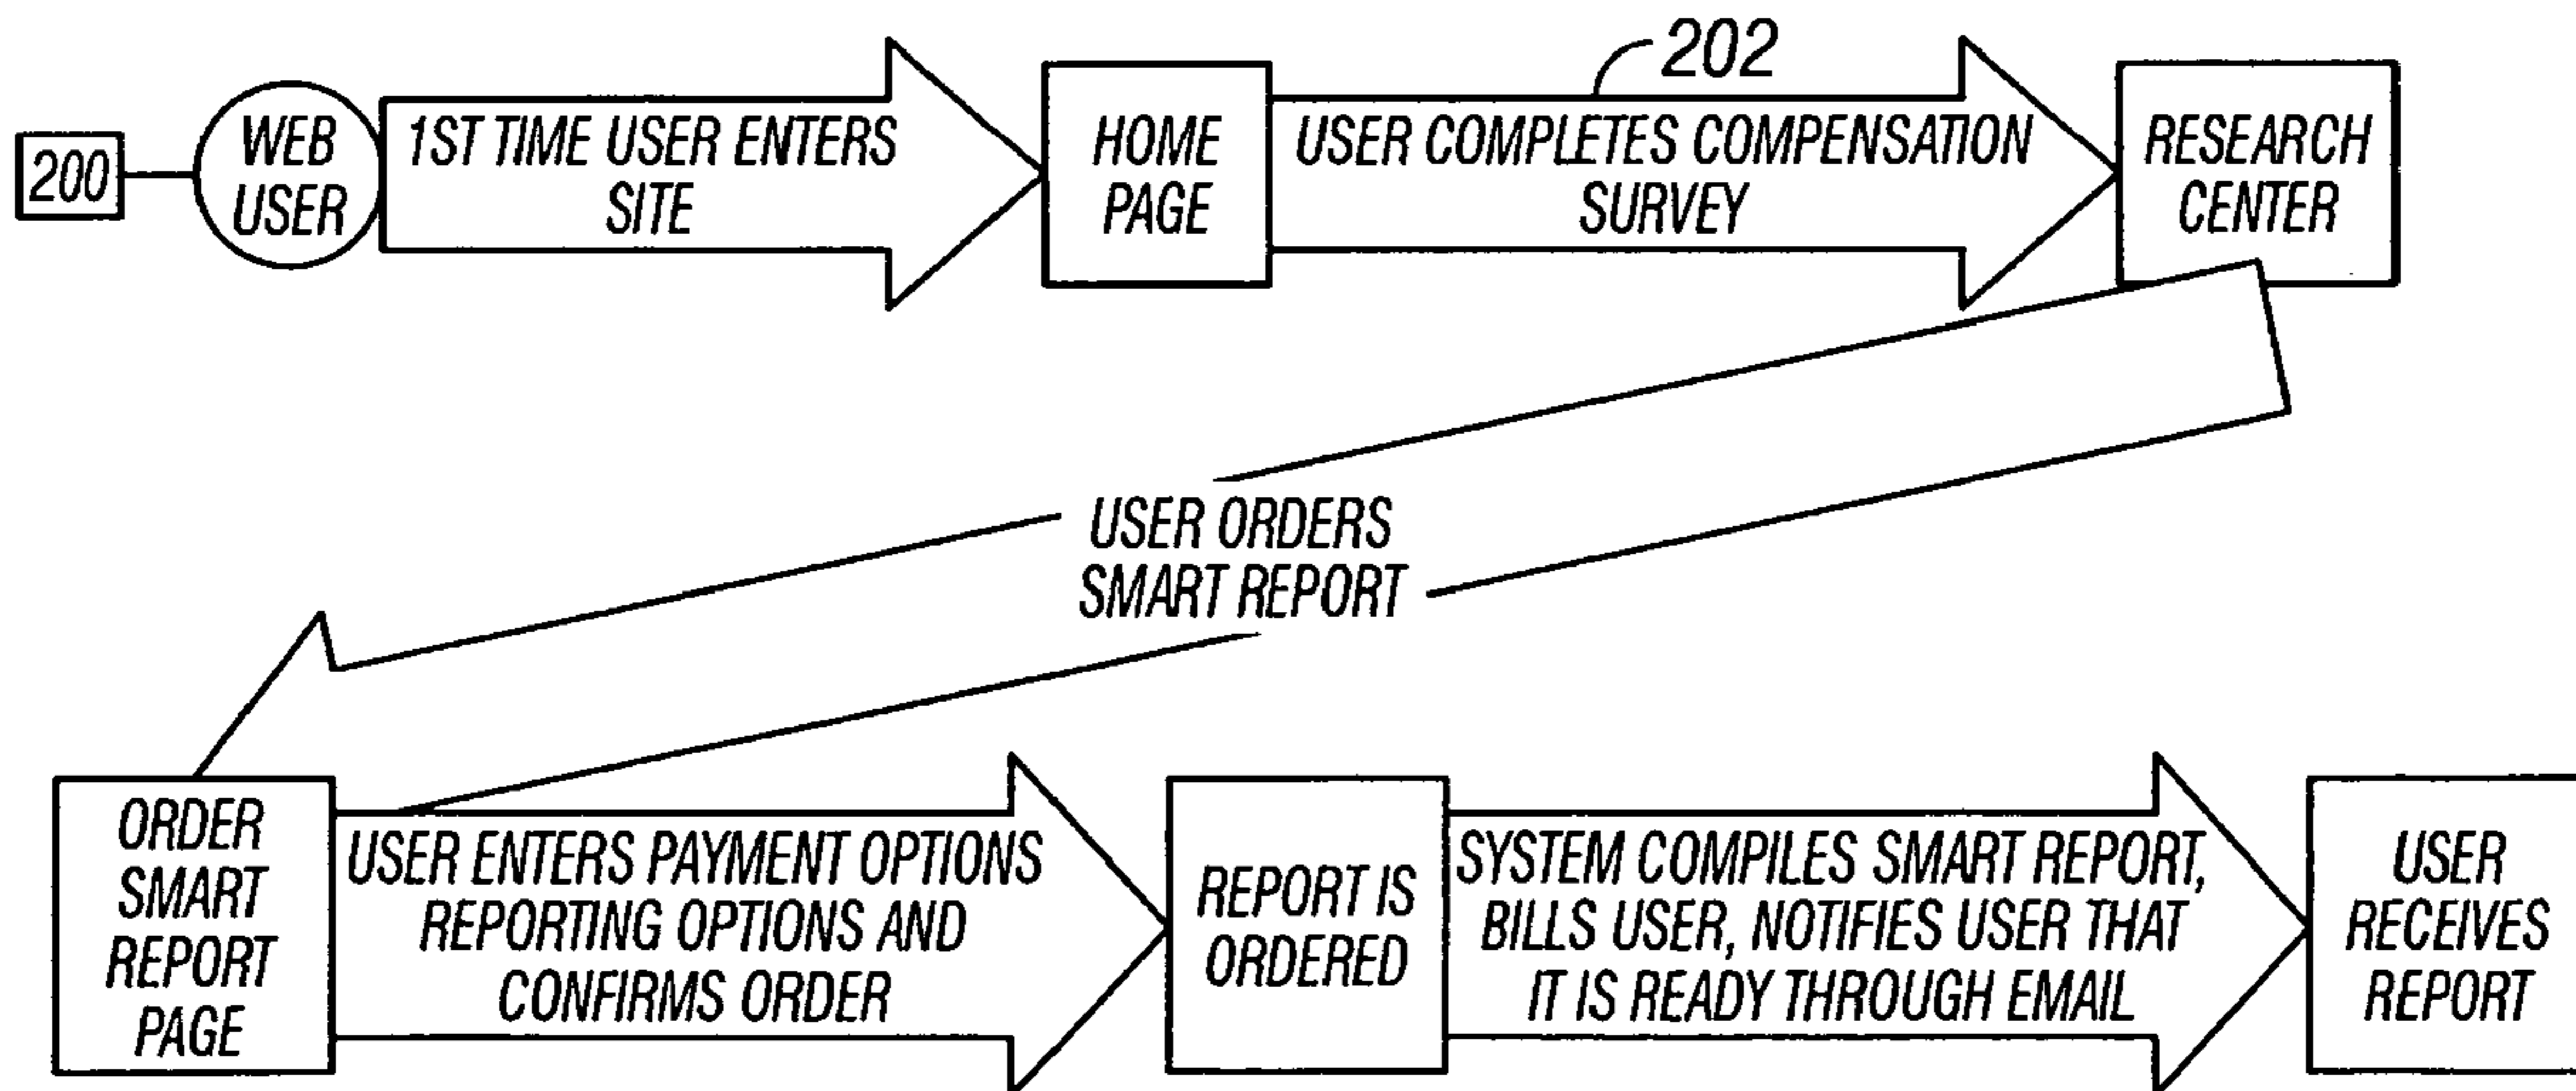 202
200
WEB
USER
1ST TIME USER ENTERS
SITE
HOME
PAGE
USER COMPLETES COMPENSATION
SURVEY
RESEARCH
CENTER
USER ORDERS
SMART REPORT
ORDER
SMART
REPORT
PAGE
USER ENTERS PAYMENT OPTIONS
REPORTING OPTIONS AND
CONFIRMS ORDER
REPORT IS
ORDERED
SYSTEM COMPILES SMART REPORT,
BILLS USER, NOTIFIES USER THAT
IT IS READY THROUGH EMAIL
USER
RECEIVES
REPORT